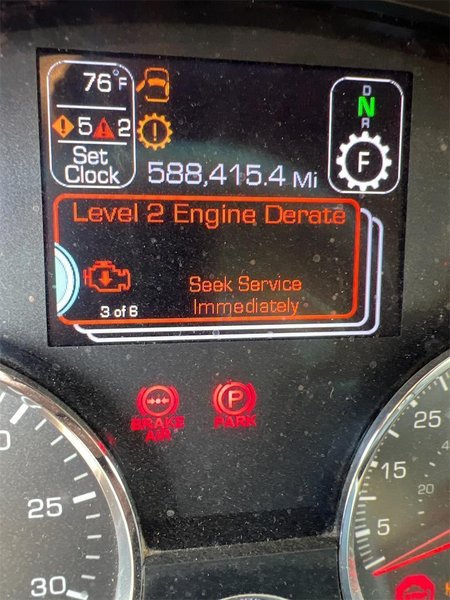 76°F
5 2
Set
Clock
588,415.4 Mi
D
N
R
F
Level 2 Engine Derate
Seek Service
Immediately
3 of 6
BRAKE
AIR
P
PARK
25
30
25
15
20
5